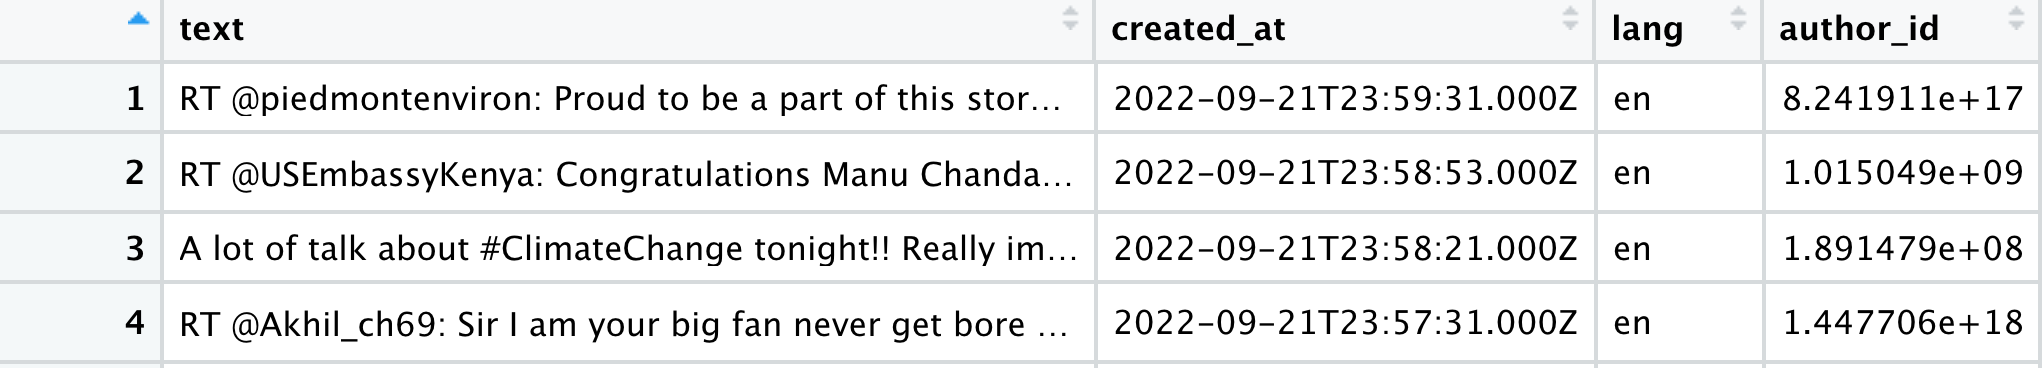 text created_at lang author_id
1 RT @piedmontenviron: Proud to be a part of this stor... 2022-09-21T23:59:31.000Z en 8.241911e+17
2 RT @USEmbassyKenya: Congratulations Manu Chanda... 2022-09-21T23:58:53.000Z en 1.015049e+09
3 A lot of talk about #ClimateChange tonight!! Really im... 2022-09-21T23:58:21.000Z en 1.891479e+08
4 RT @Akhil_ch69: Sir I am your big fan never get bore ... 2022-09-21T23:57:31.000Z en 1.447706e+18